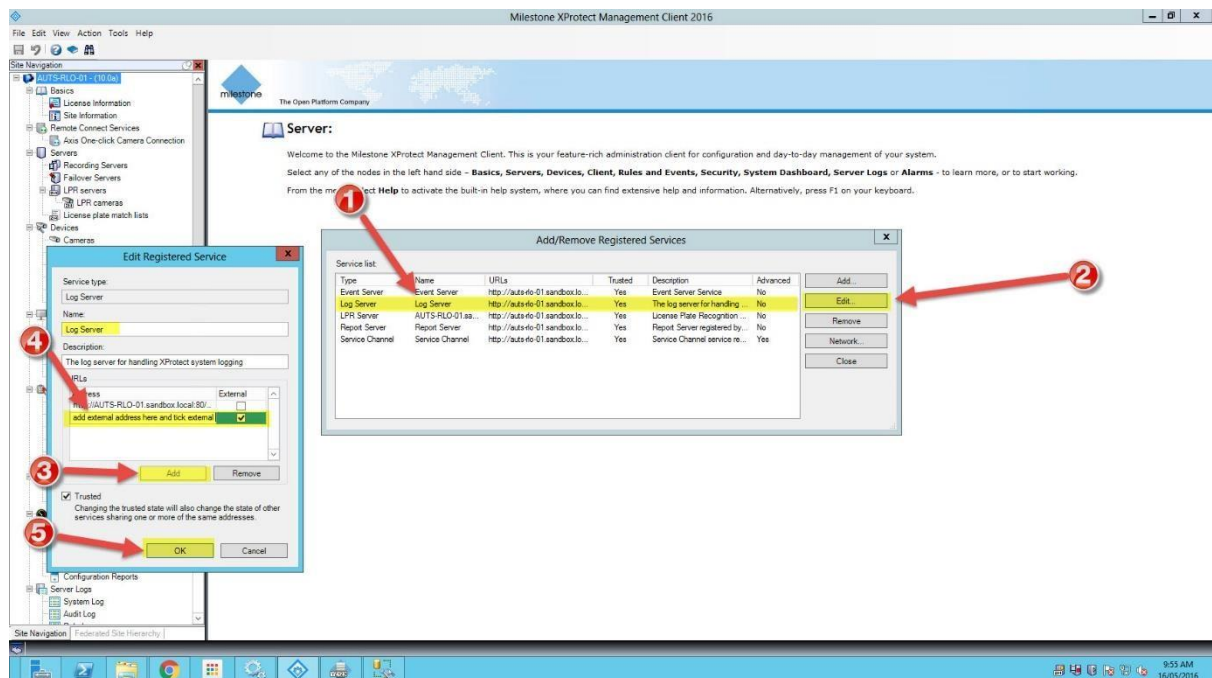 Milestone XProtect Management Client 2016
File Edit View Action Tools Help
Site Navigation
AUTS-RLO-01 - (10.0a)
Basics
License Information
Site Information
Remote Connect Services
Axis One-click Camera Connection
Servers
Recording Servers
Failover Servers
LPR servers
LPR cameras
License plate match lists
Devices
Cameras
Configuration Reports
Server Logs
System Log
Audit Log
Site Navigation Federated Site Hierarchy
milestone
The Open Platform Company
Server:
Welcome to the Milestone XProtect Management Client. This is your feature-rich administration client for configuration and day-to-day management of your system.
Select any of the nodes in the left hand side - Basics, Servers, Devices, Client, Rules and Events, Security, System Dashboard, Server Logs or Alarms - to learn more, or to start working.
From the Help to activate the built-in help system, where you can find extensive help and information. Alternatively, press F1 on your keyboard.
1
Add/Remove Registered Services
Service list:
Type Name URLs Trusted Description Advanced
Event Server Event Server http://auts-rlo-01.sandbox.lo... Yes Event Server Service No
Log Server Log Server http://auts-rlo-01.sandbox.lo... Yes The log server for handling ... No
LPR Server AUTS-RLO-01.sa... http://auts-rlo-01.sandbox.lo... Yes License Plate Recognition ... No
Report Server Report Server http://auts-rlo-01.sandbox.lo... Yes Report Server registered by... No
Service Channel Service Channel http://auts-rlo-01.sandbox.lo... Yes Service Channel service re... Yes
Add...
Edit...
Remove
Network...
Close
2
Edit Registered Service
Service type:
Log Server
Name:
Log Server
Description:
The log server for handling XProtect system logging
URLs
External
//AUTS-RLO-01.sandbox.local:80/...
add external address here and tick external
4
3
Add Remove
Trusted
Changing the trusted state will also change the state of other
services sharing one or more of the same addresses.
5
OK Cancel
9:55 AM
16/05/2016